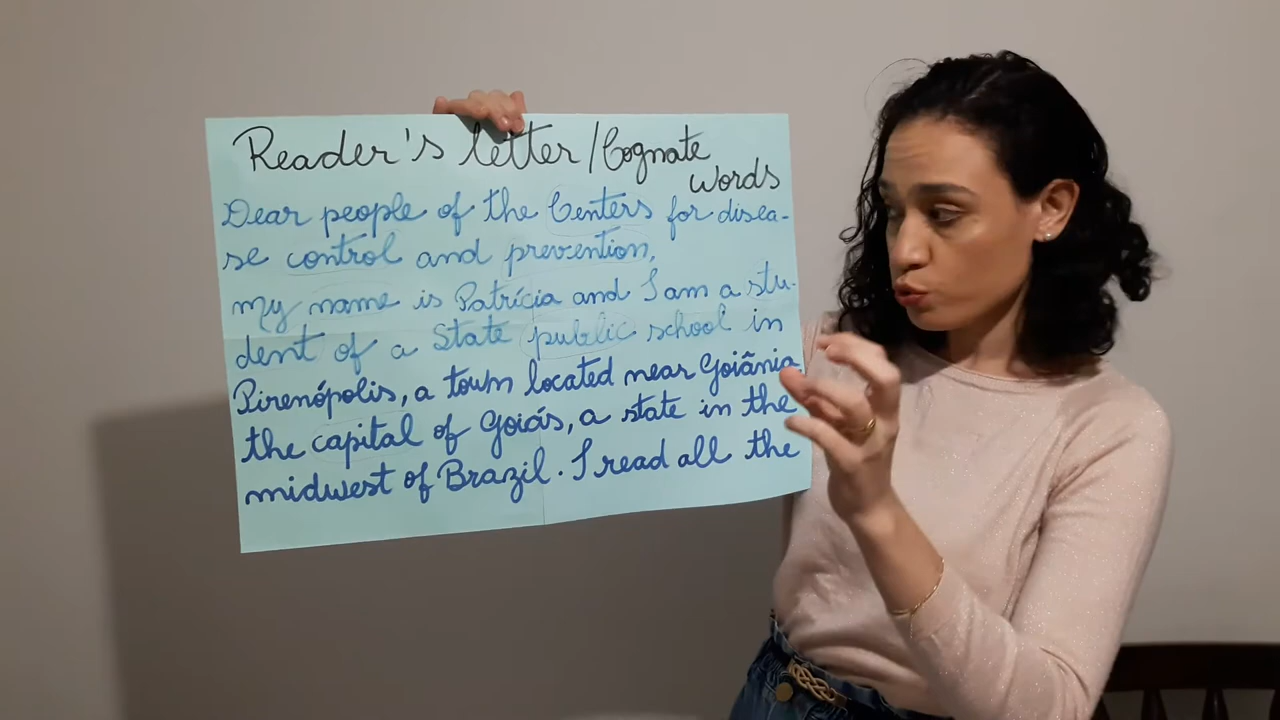 Reader's letter / Cognate
words
Dear people of the Centers for disea-
se control and prevention,
my name is Patrícia and I am a stu-
dent of a State public school in
Pirenópolis, a town located near Goiânia
the capital of Goiás, a state in the
midwest of Brazil. I read all the